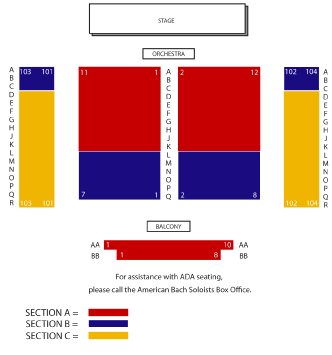 STAGE
ORCHESTRA
103 101
11 1
2 12
102 104
A A A
B B B
C C C
D D D
E E E
F F F
G G G
H H H
J J J
K K K
L L L
M M M
N N N
O O O
P P P
Q Q Q
R R
7 1
2 8
103 101
102 104
BALCONY
AA 1 10 AA
BB 1 8 BB
For assistance with ADA seating,
please call the American Bach Soloists Box Office.
SECTION A =
SECTION B =
SECTION C =